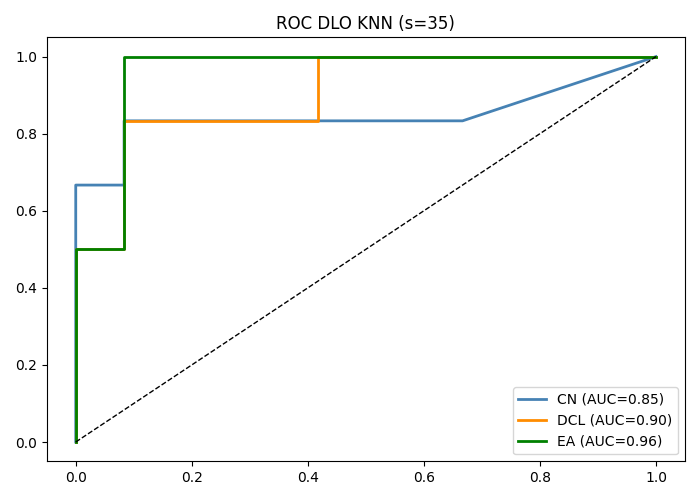 ROC DLO KNN (s=35)
1.0
0.8
0.6
0.4
0.2
0.0
0.0 0.2 0.4 0.6 0.8 1.0
CN (AUC=0.85)
DCL (AUC=0.90)
EA (AUC=0.96)